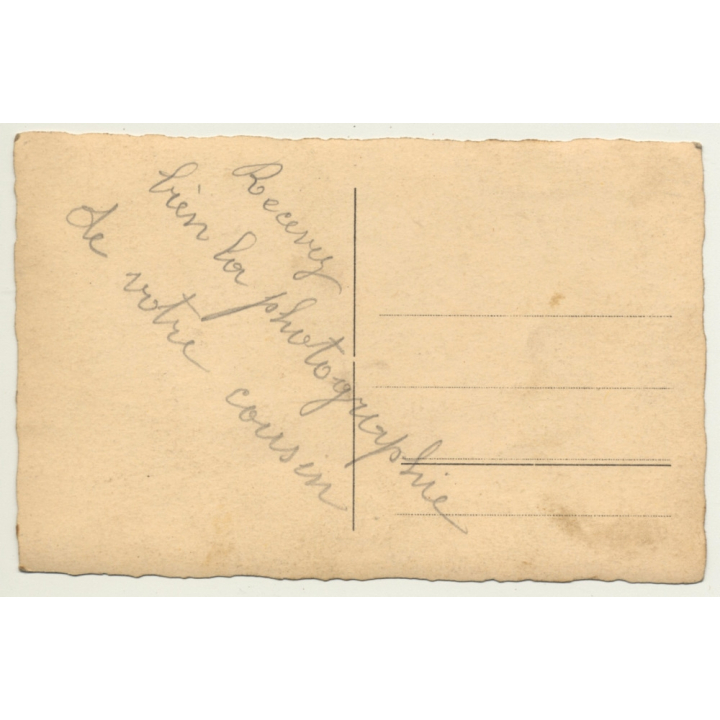 Recevez
bien la photographie
de votre cousin